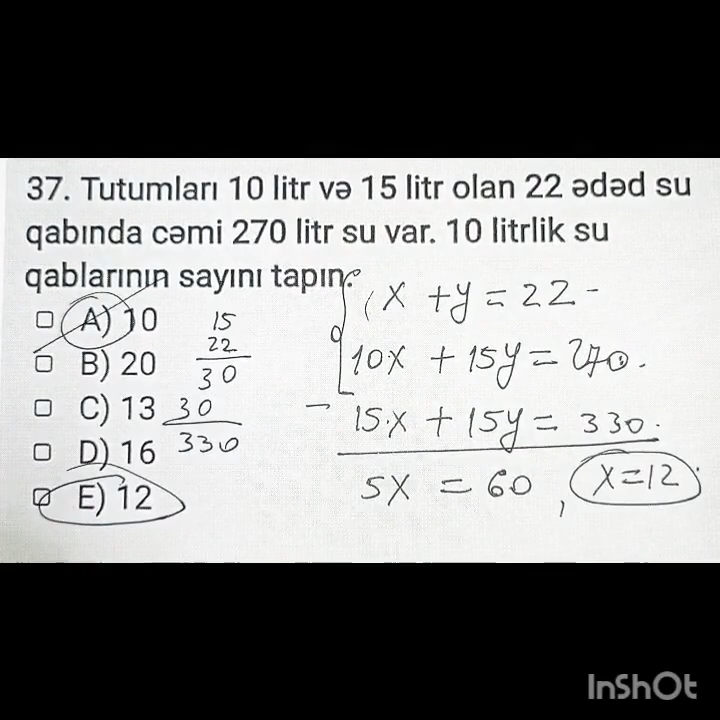 37. Tutumları 10 litr və 15 litr olan 22 ədəd su
qabında cəmi 270 litr su var. 10 litrlik su
qablarının sayını tapın.
A) 10
B) 20
C) 13
D) 16
E) 12
15
22
30
30
330
x + y = 22
10x + 15y = 270.
- 15·x + 15y = 330.
5x = 60, x=12
InShOt